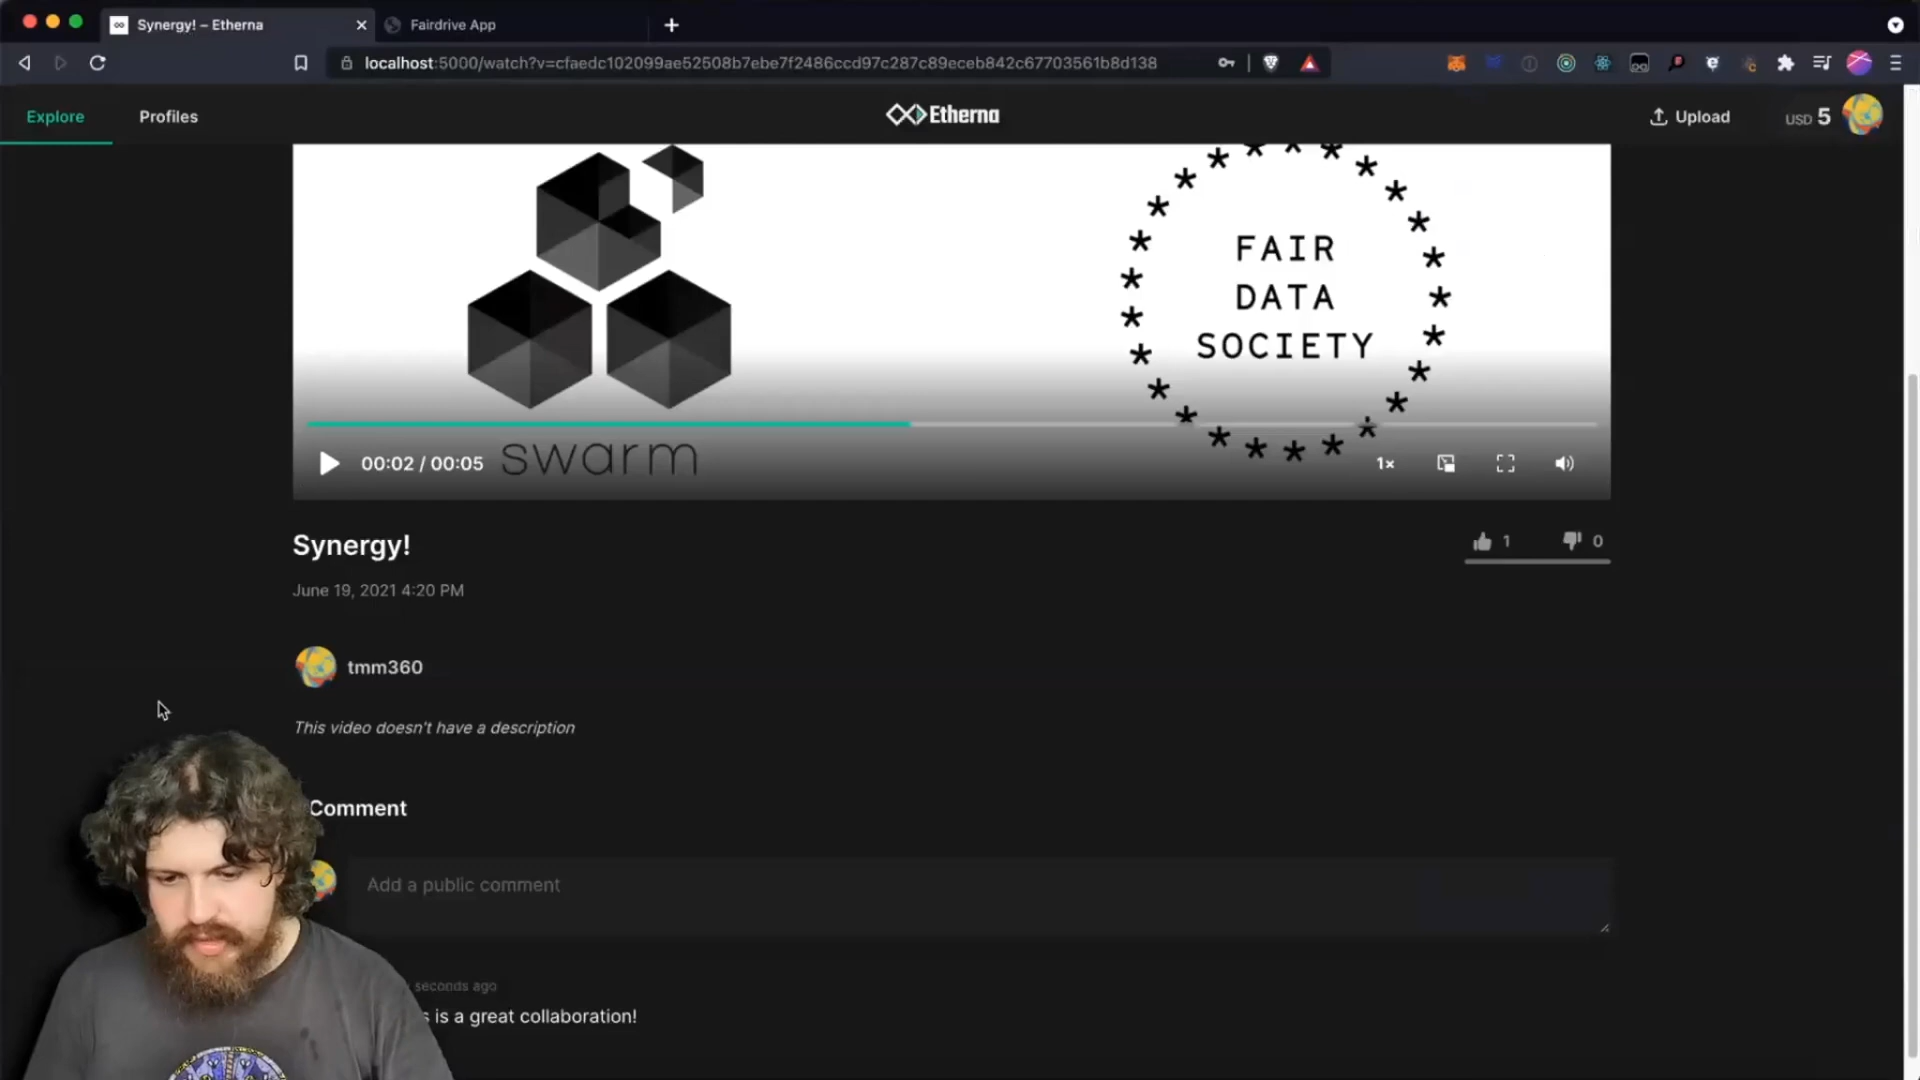 Synergy! – Etherna
Fairdrive App
localhost:5000/watch?v=cfaedc102099ae52508b7ebe7f2486ccd97c287c89eceb842c67703561b8d138
Explore
Profiles
Etherna
Upload
USD 5
FAIR
DATA
SOCIETY
swarm
00:02 / 00:05
1×
Synergy!
1
0
June 19, 2021 4:20 PM
tmm360
This video doesn't have a description
Comment
Add a public comment
seconds ago
is a great collaboration!